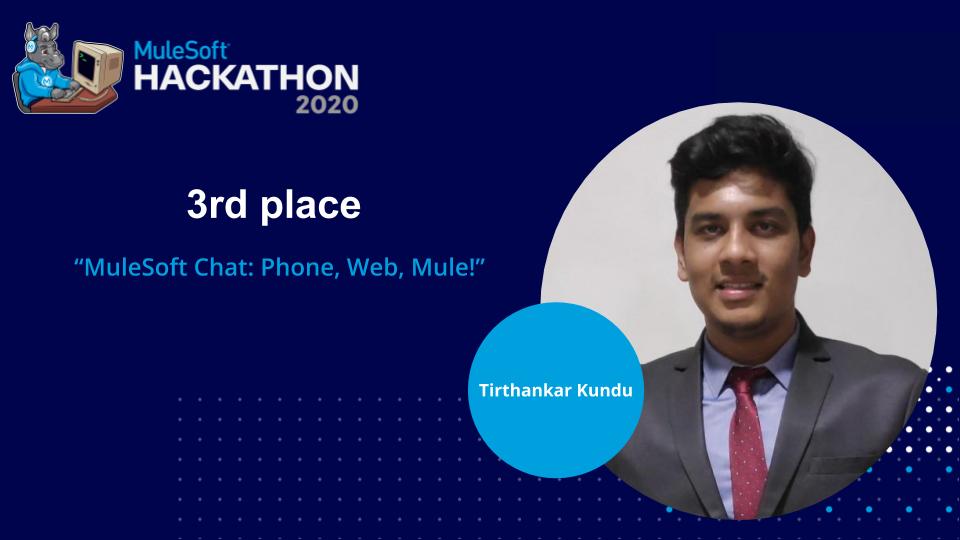 MuleSoft
HACKATHON
2020
3rd place
“MuleSoft Chat: Phone, Web, Mule!”
Tirthankar Kundu